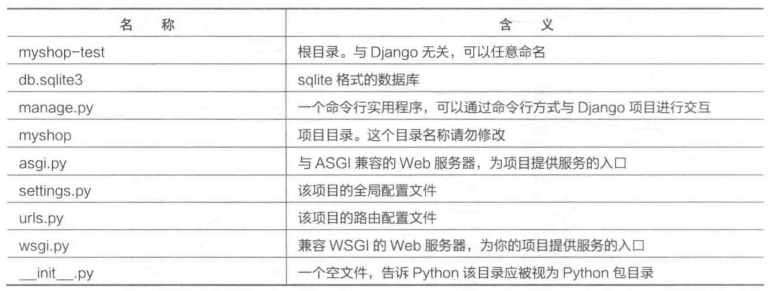 名 称 含 义
myshop-test 根目录。与 Django 无关，可以任意命名
db.sqlite3 sqlite 格式的数据库
manage.py 一个命令行实用程序，可以通过命令行方式与 Django 项目进行交互
myshop 项目目录。这个目录名称请勿修改
asgi.py 与 ASGI 兼容的 Web 服务器，为项目提供服务的入口
settings.py 该项目的全局配置文件
urls.py 该项目的路由配置文件
wsgi.py 兼容 WSGI 的 Web 服务器，为你的项目提供服务的入口
__init__.py 一个空文件，告诉 Python 该目录应被视为 Python 包目录